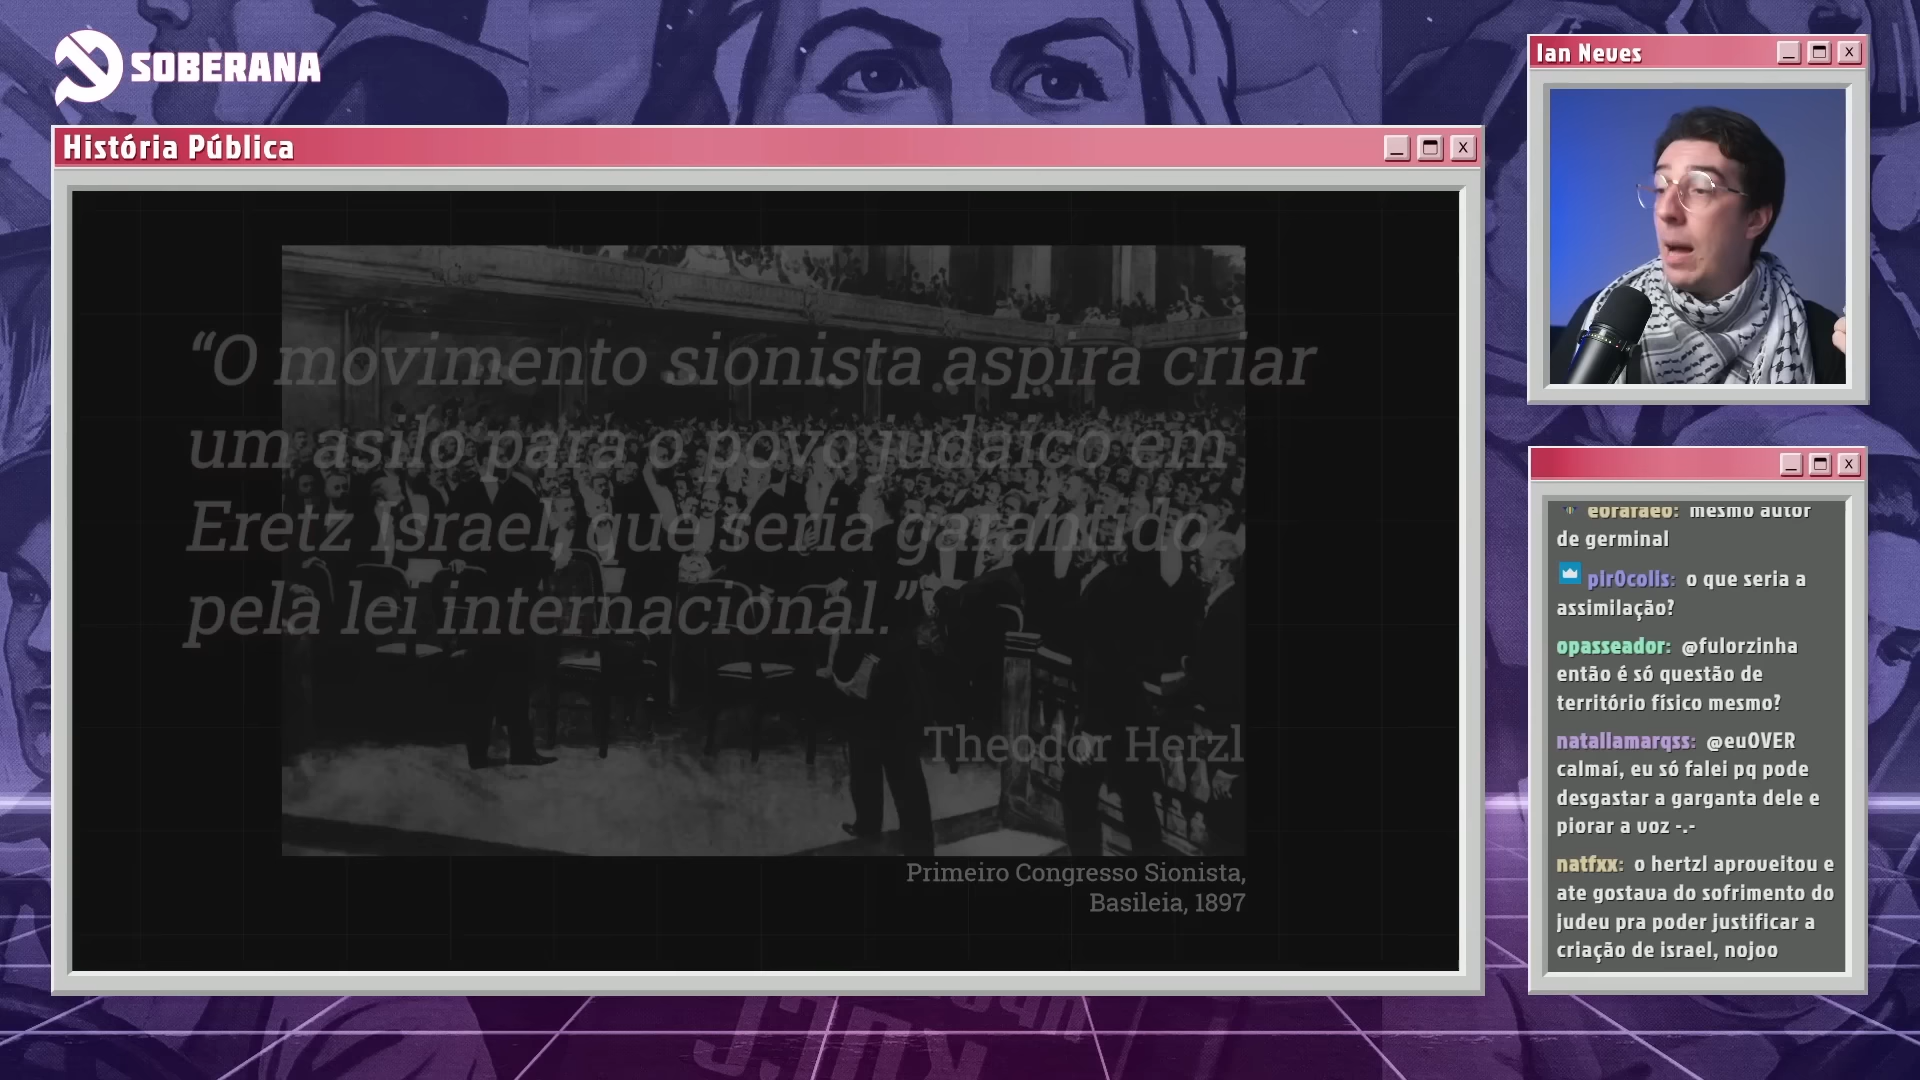 SOBERANA
História Pública
“O movimento sionista aspira criar
um asilo para o povo judaico em
Eretz Israel, que seria garantido
pela lei internacional.”
Theodor Herzl
Primeiro Congresso Sionista,
Basileia, 1897
Ian Neves
eorafaeo: mesmo autor
de germinal
pir0colis: o que seria a
assimilação?
opasseador: @fulorzinha
então é só questão de
território físico mesmo?
natallamarqss: @euOVER
calmaí, eu só falei pq pode
desgastar a garganta dele e
piorar a voz -.-
natfxx: o hertzl aproveitou e
ate gostava do sofrimento do
judeu pra poder justificar a
criação de israel, nojoo